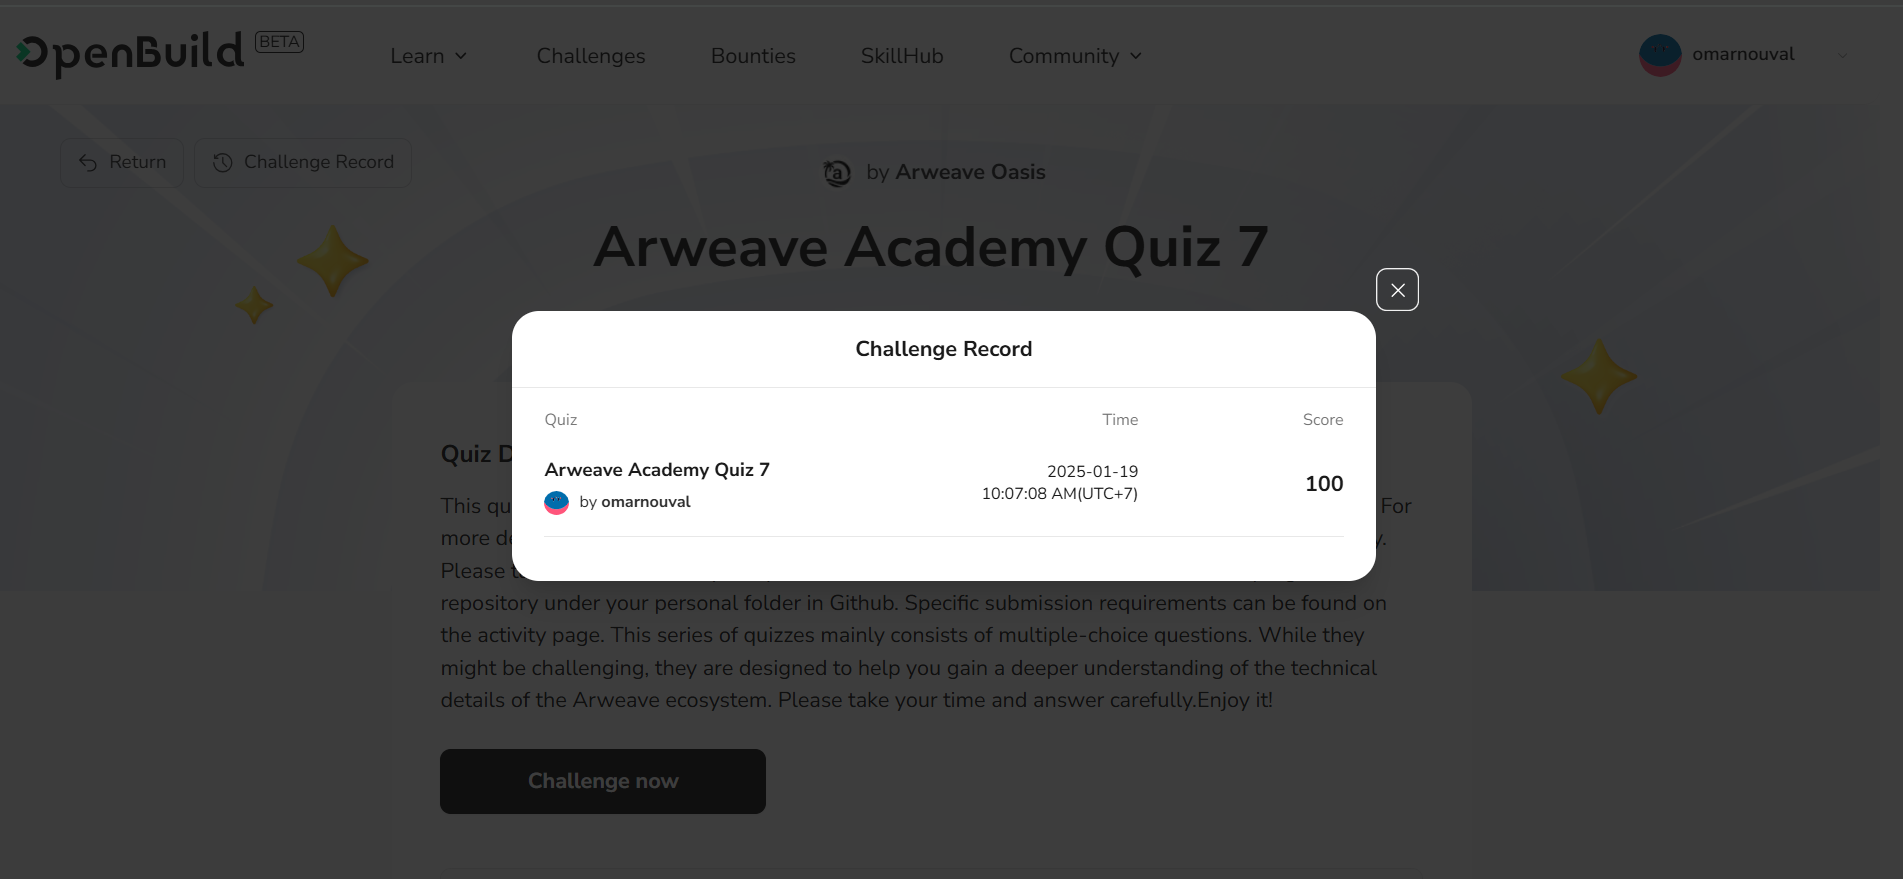 OpenBuild BETA
Learn Challenges Bounties SkillHub Community
omarnouval
Return Challenge Record
by Arweave Oasis
Arweave Academy Quiz 7
Challenge Record
Quiz Time Score
Arweave Academy Quiz 7
by omarnouval
2025-01-19
10:07:08 AM(UTC+7)
100
Quiz
This For
more
Please
repository under your personal folder in Github. Specific submission requirements can be found on
the activity page. This series of quizzes mainly consists of multiple-choice questions. While they
might be challenging, they are designed to help you gain a deeper understanding of the technical
details of the Arweave ecosystem. Please take your time and answer carefully.Enjoy it!
Challenge now